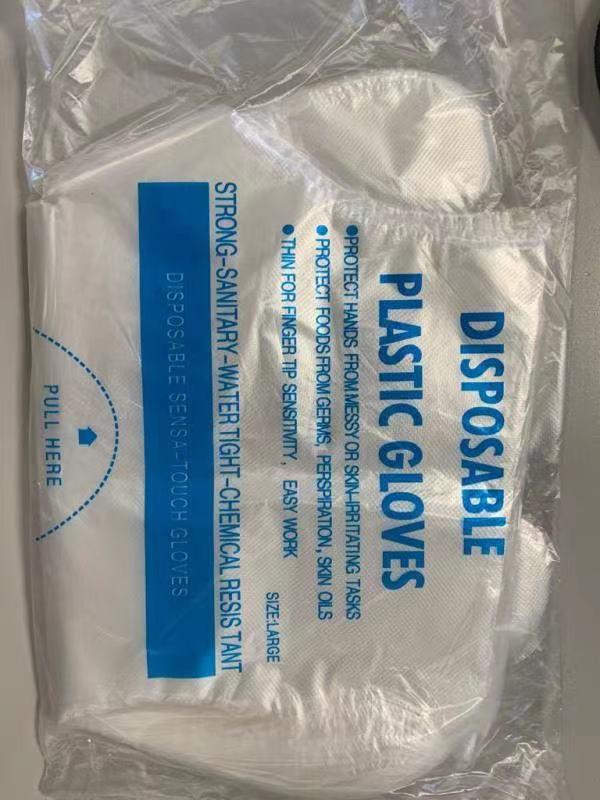 DISPOSABLE
PLASTIC GLOVES
●PROTECT HANDS FROM MESSY OR SKIN-IRRITATING TASKS
●PROTECT FOODS FROM GERMS, PERSPIRATION, SKIN OILS
●THIN FOR FINGER TIP SENSITIVITY, EASY WORK
SIZE:LARGE
STRONG-SANITARY-WATER TIGHT-CHEMICAL RESIS TANT
DISPOSABLE SENSA-TOUCH GLOVES
PULL HERE